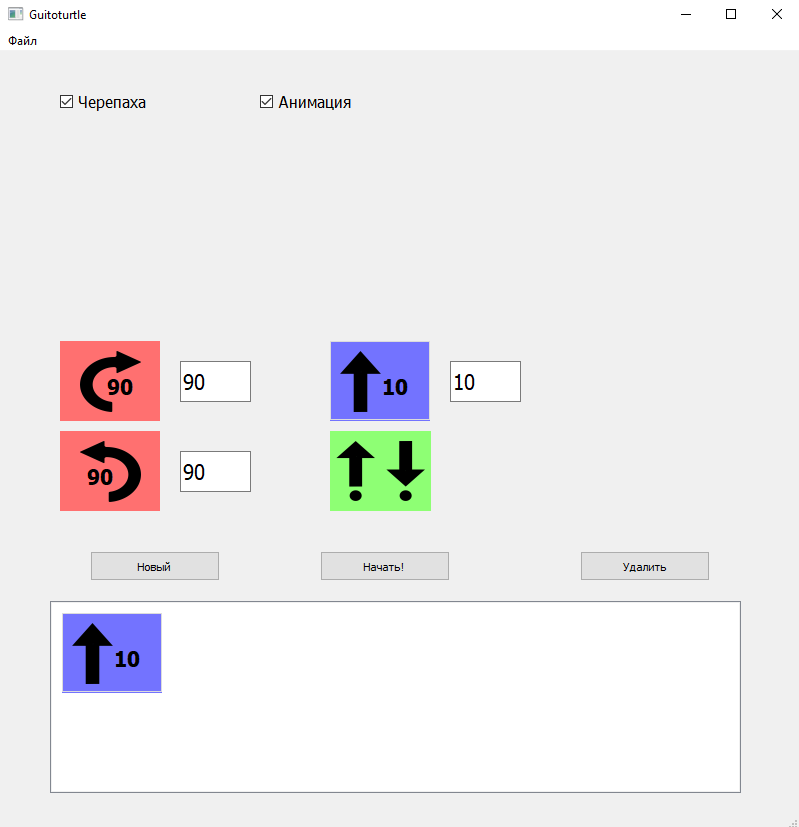 Guitoturtle
Файл
Черепаха Анимация
90 90 10 10
90 90
Новый Начать! Удалить
10